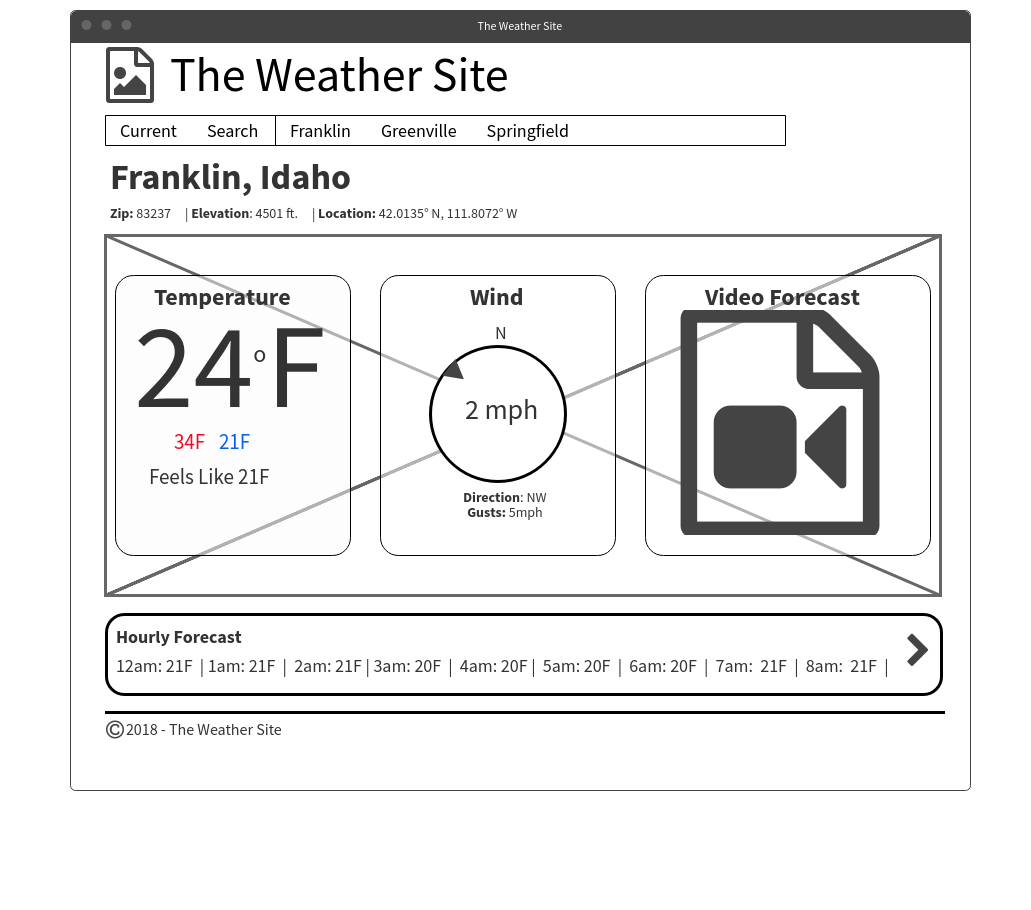 The Weather Site
The Weather Site
Current Search Franklin Greenville Springfield
Franklin, Idaho
Zip: 83237 | Elevation: 4501 ft. | Location: 42.0135° N, 111.8072° W
Temperature
24°F
34F 21F
Feels Like 21F
Wind
N
2 mph
Direction: NW
Gusts: 5mph
Video Forecast
Hourly Forecast
12am: 21F | 1am: 21F | 2am: 21F | 3am: 20F | 4am: 20F | 5am: 20F | 6am: 20F | 7am: 21F | 8am: 21F |
©2018 - The Weather Site